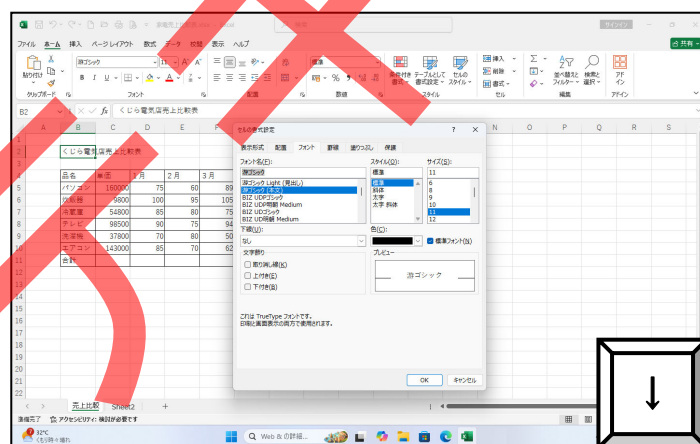 ファイル ホーム 挿入 ページレイアウト 数式 データ 校閲 表示 ヘルプ
サインイン
共有
貼り付け
游ゴシック 11
標準
条件付き書式 テーブルとして書式設定 セルのスタイル
挿入
削除
書式
並べ替えとフィルター 検索と選択
アドイン
クリップボード フォント 配置 数値 スタイル セル 編集 アドイン
B2 fx くじら電気店売上比較表
B C D E F N O P Q R S
くじら電気店売上比較表
品名 単価 1月 2月 3月
パソコン 160000 75 60 89
炊飯器 9800 100 95 105
冷蔵庫 54800 85 80 75
テレビ 98500 90 75 94
洗濯機 37800 70 80 50
エアコン 143000 85 70 62
合計
セルの書式設定 ? ×
表示形式 配置 フォント 罫線 塗りつぶし 保護
フォント名(F): スタイル(O): サイズ(S):
游ゴシック 標準 11
游ゴシック Light (見出し) 標準 6
游ゴシック (本文) 斜体 8
BIZ UDPゴシック 太字 9
BIZ UDP明朝 Medium 太字 斜体 10
BIZ UDゴシック 11
BIZ UD明朝 Medium 12
下線(U): 色(C):
なし 標準フォント(N)
文字飾り プレビュー
取り消し線(K)
上付き(E)
下付き(B)
游ゴシック
これは TrueType フォントです。
印刷と画面表示の両方で使用されます。
OK キャンセル
売上比較 Sheet2 +
準備完了 アクセシビリティ: 検討が必要です
32°C
くもり時々晴れ
Web & の詳細...
↓